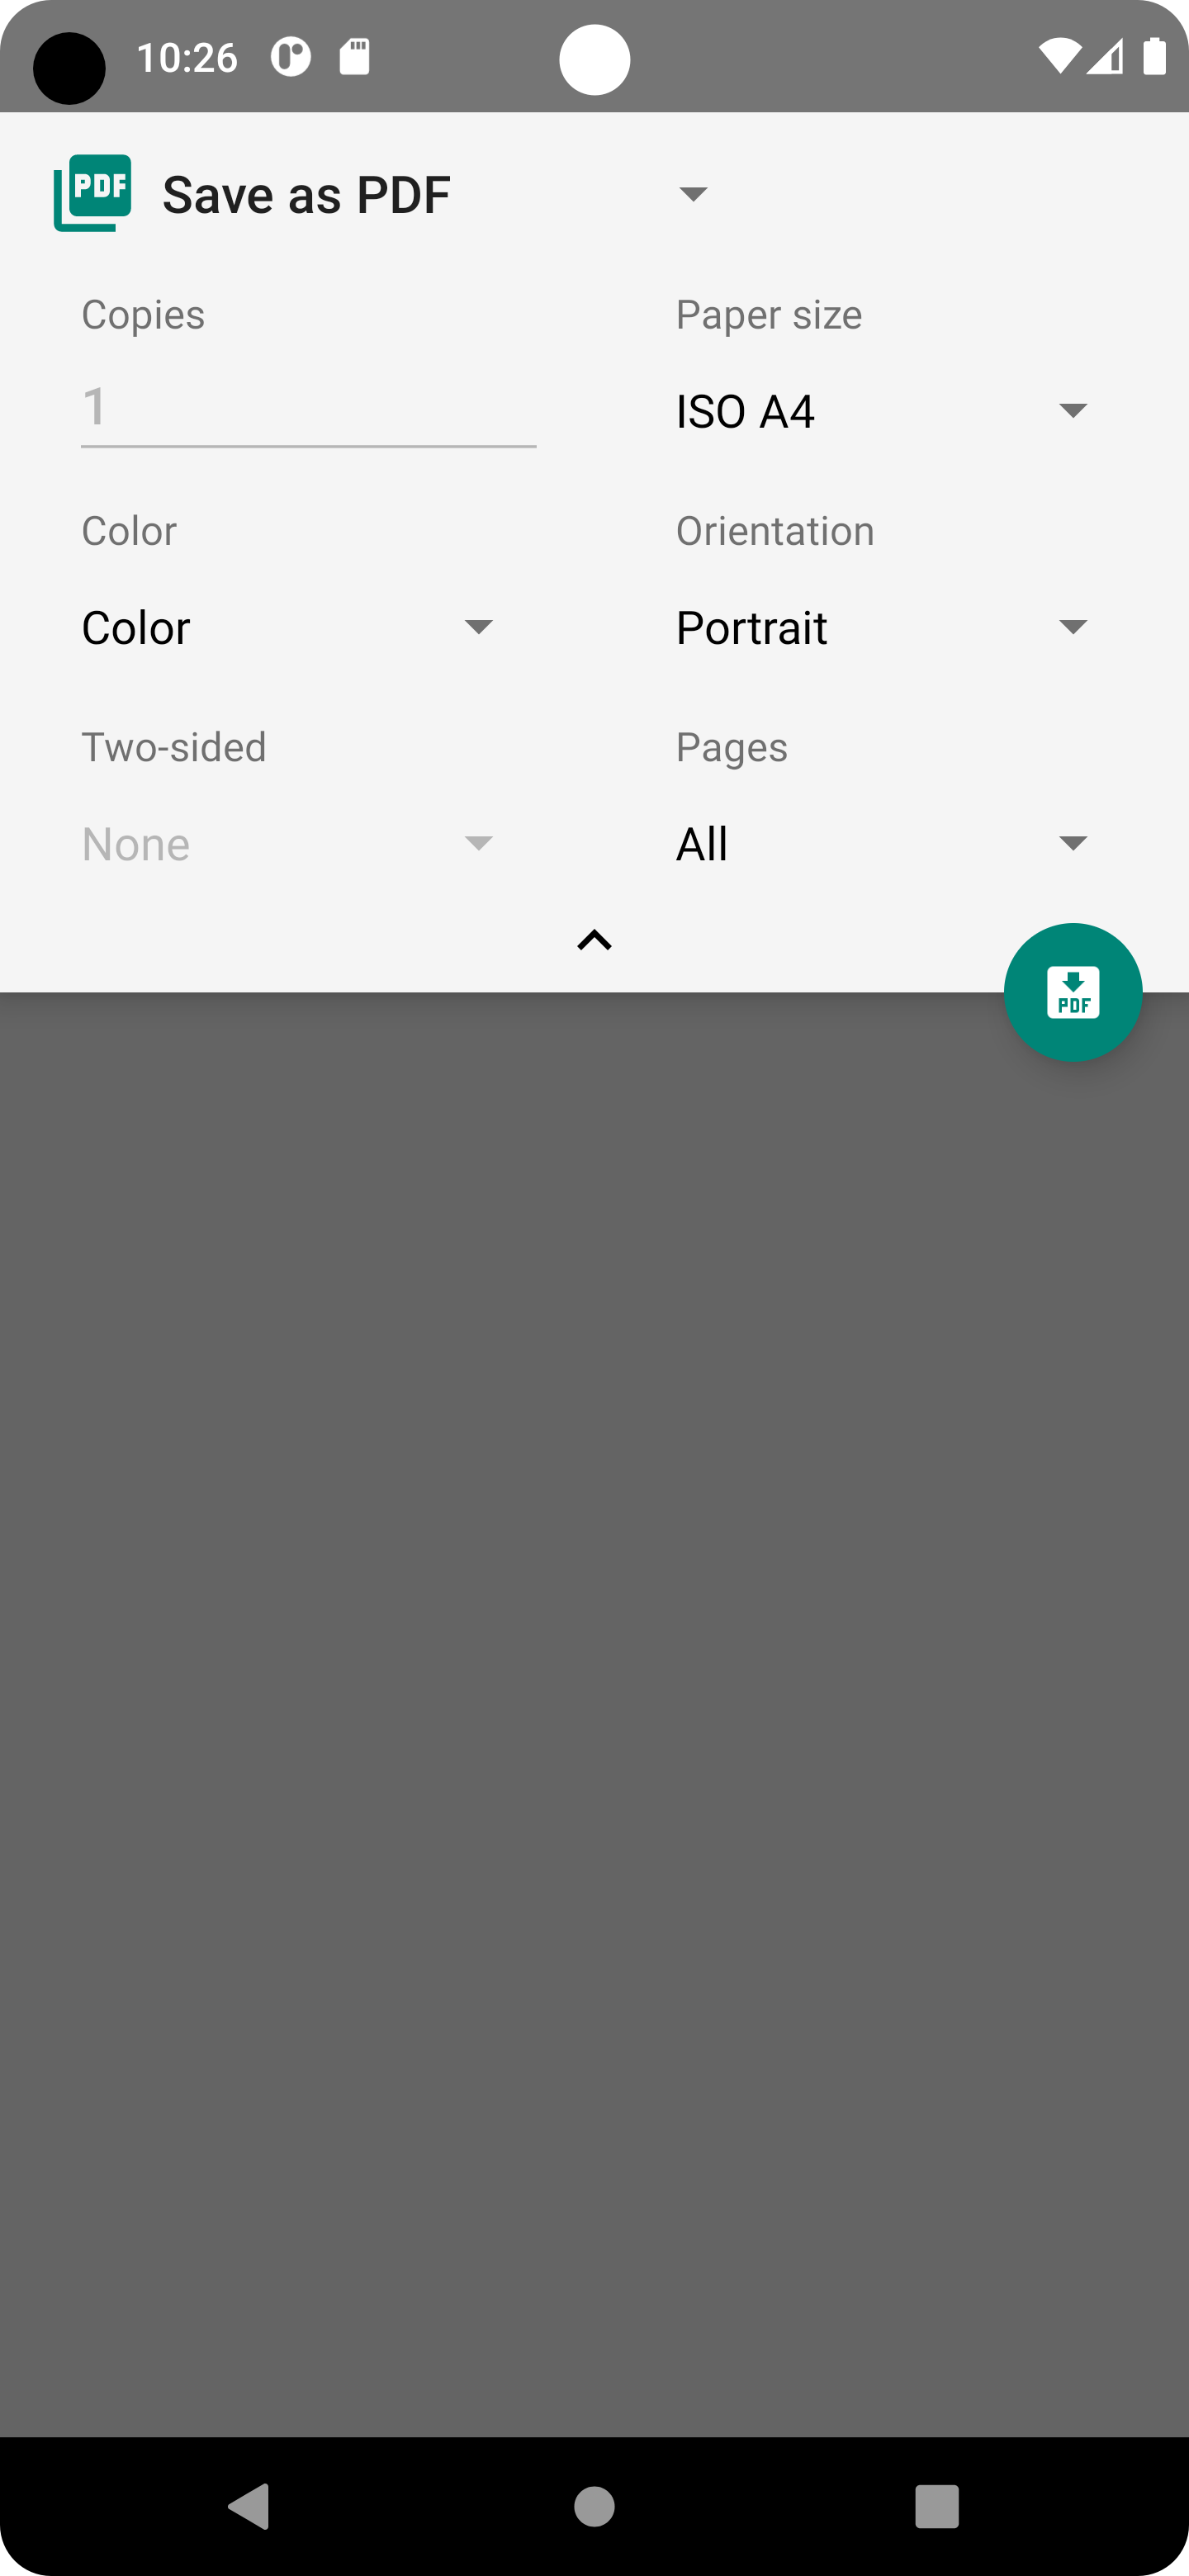 10:26
PDF Save as PDF
Copies
Paper size
1
ISO A4
Color
Orientation
Color
Portrait
Two-sided
Pages
None
All
PDF